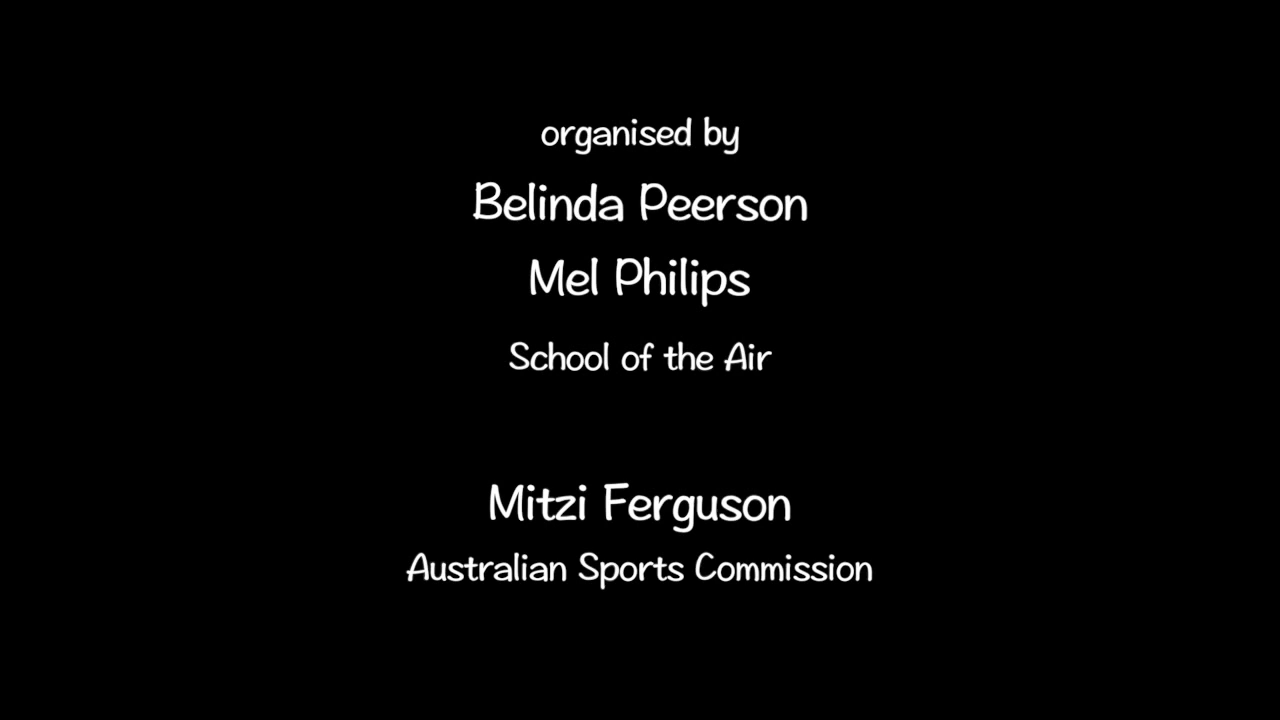 organised by
Belinda Peerson
Mel Philips
School of the Air
Mitzi Ferguson
Australian Sports Commission